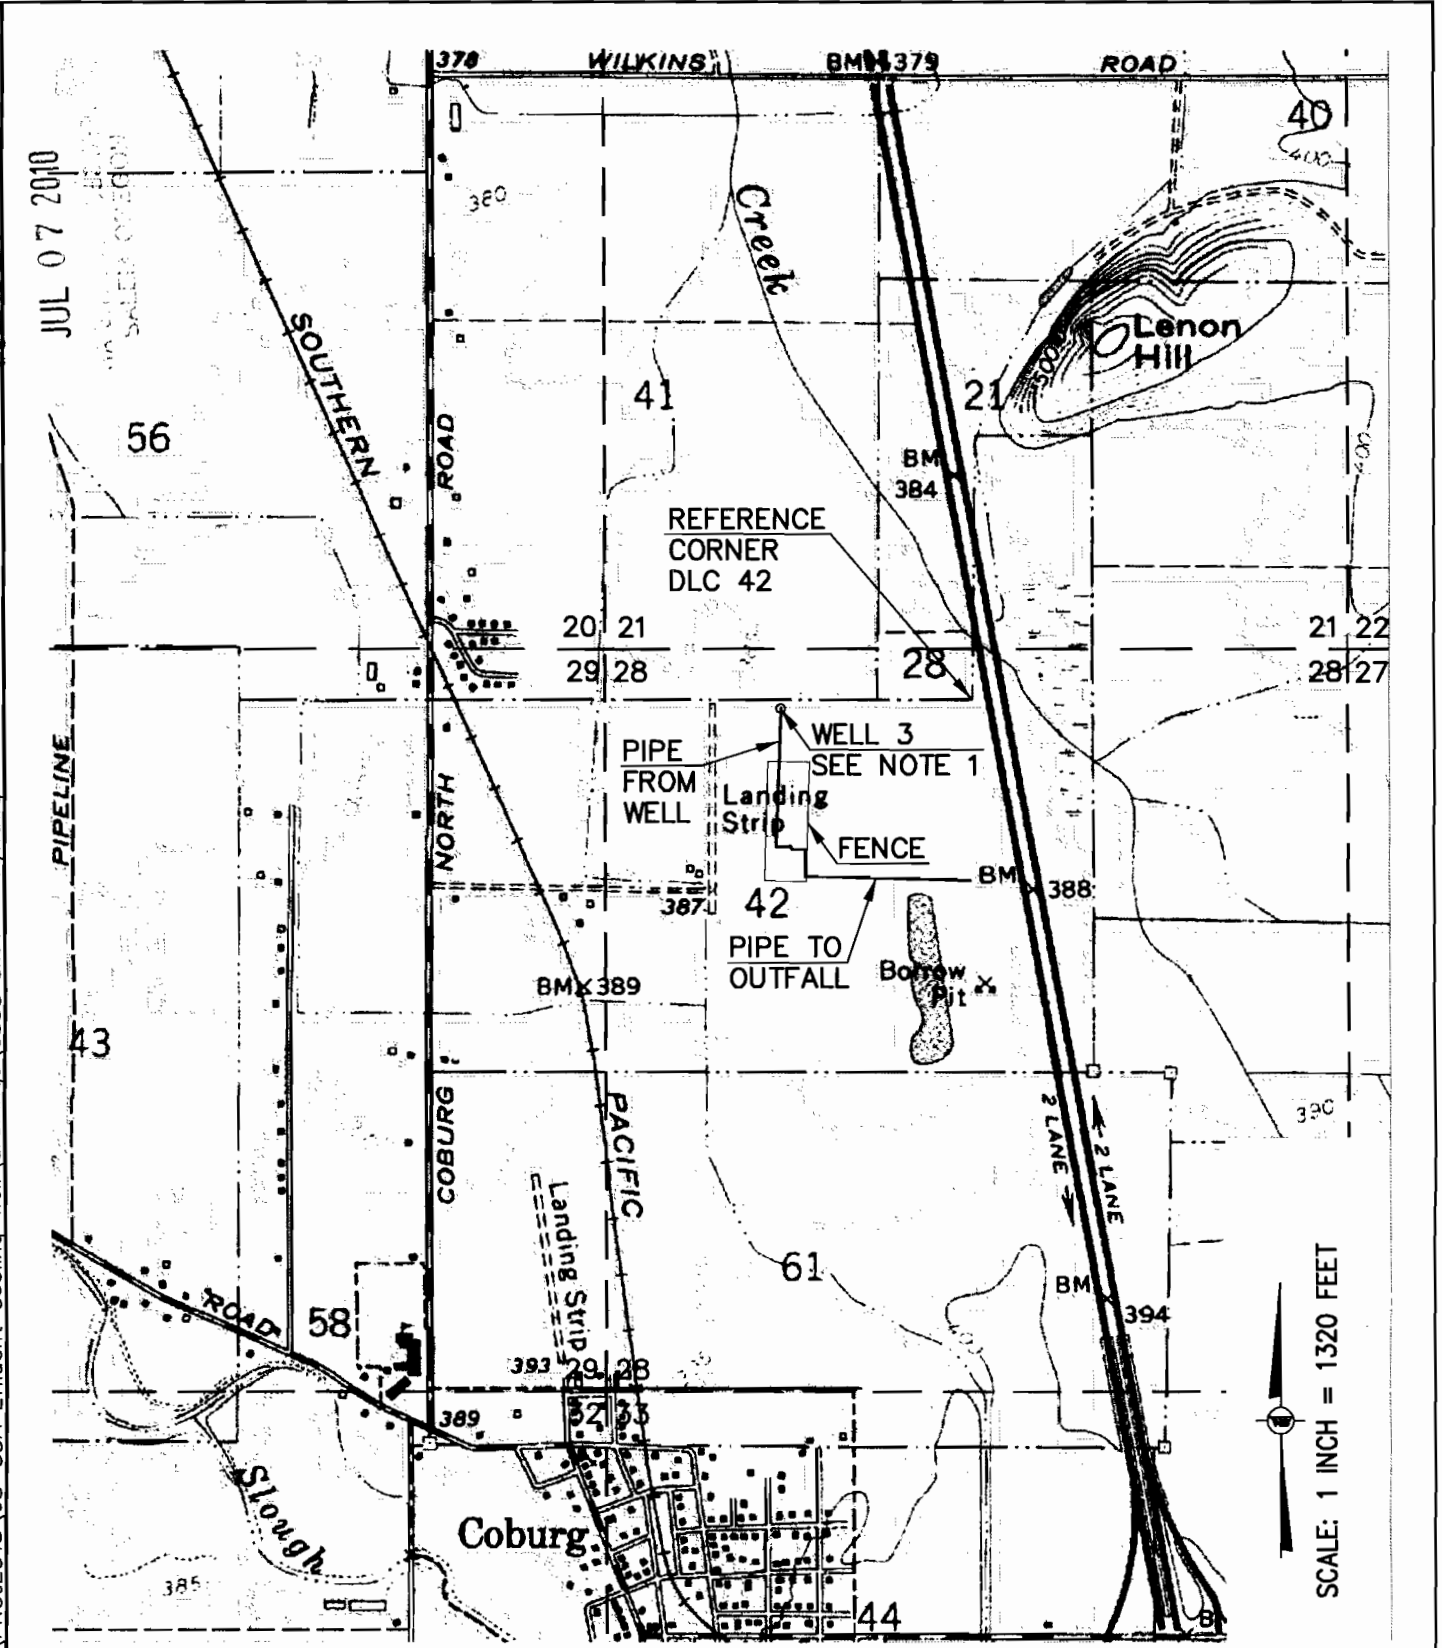 378
WILKINS
BM 379
ROAD
40
400
JUL 07 2010
SALEM OREGON
380
Creek
SOUTHERN
Lenon
Hill
500
41
21
56
ROAD
400
BM
384
REFERENCE
CORNER
DLC 42
20 21
29 28
21 22
28 27
28
PIPELINE
NORTH
PIPE
FROM
WELL
WELL 3
SEE NOTE 1
Landing
Strip
FENCE
BM
388
387
42
PIPE TO
OUTFALL
Borrow
Pit
BM 389
43
COBURG
PACIFIC
2 LANE
2 LANE
390
Landing Strip
61
BM
394
400
ROAD
58
393
29 28
32 33
389
Slough
Coburg
385
44
SCALE: 1 INCH = 1320 FEET